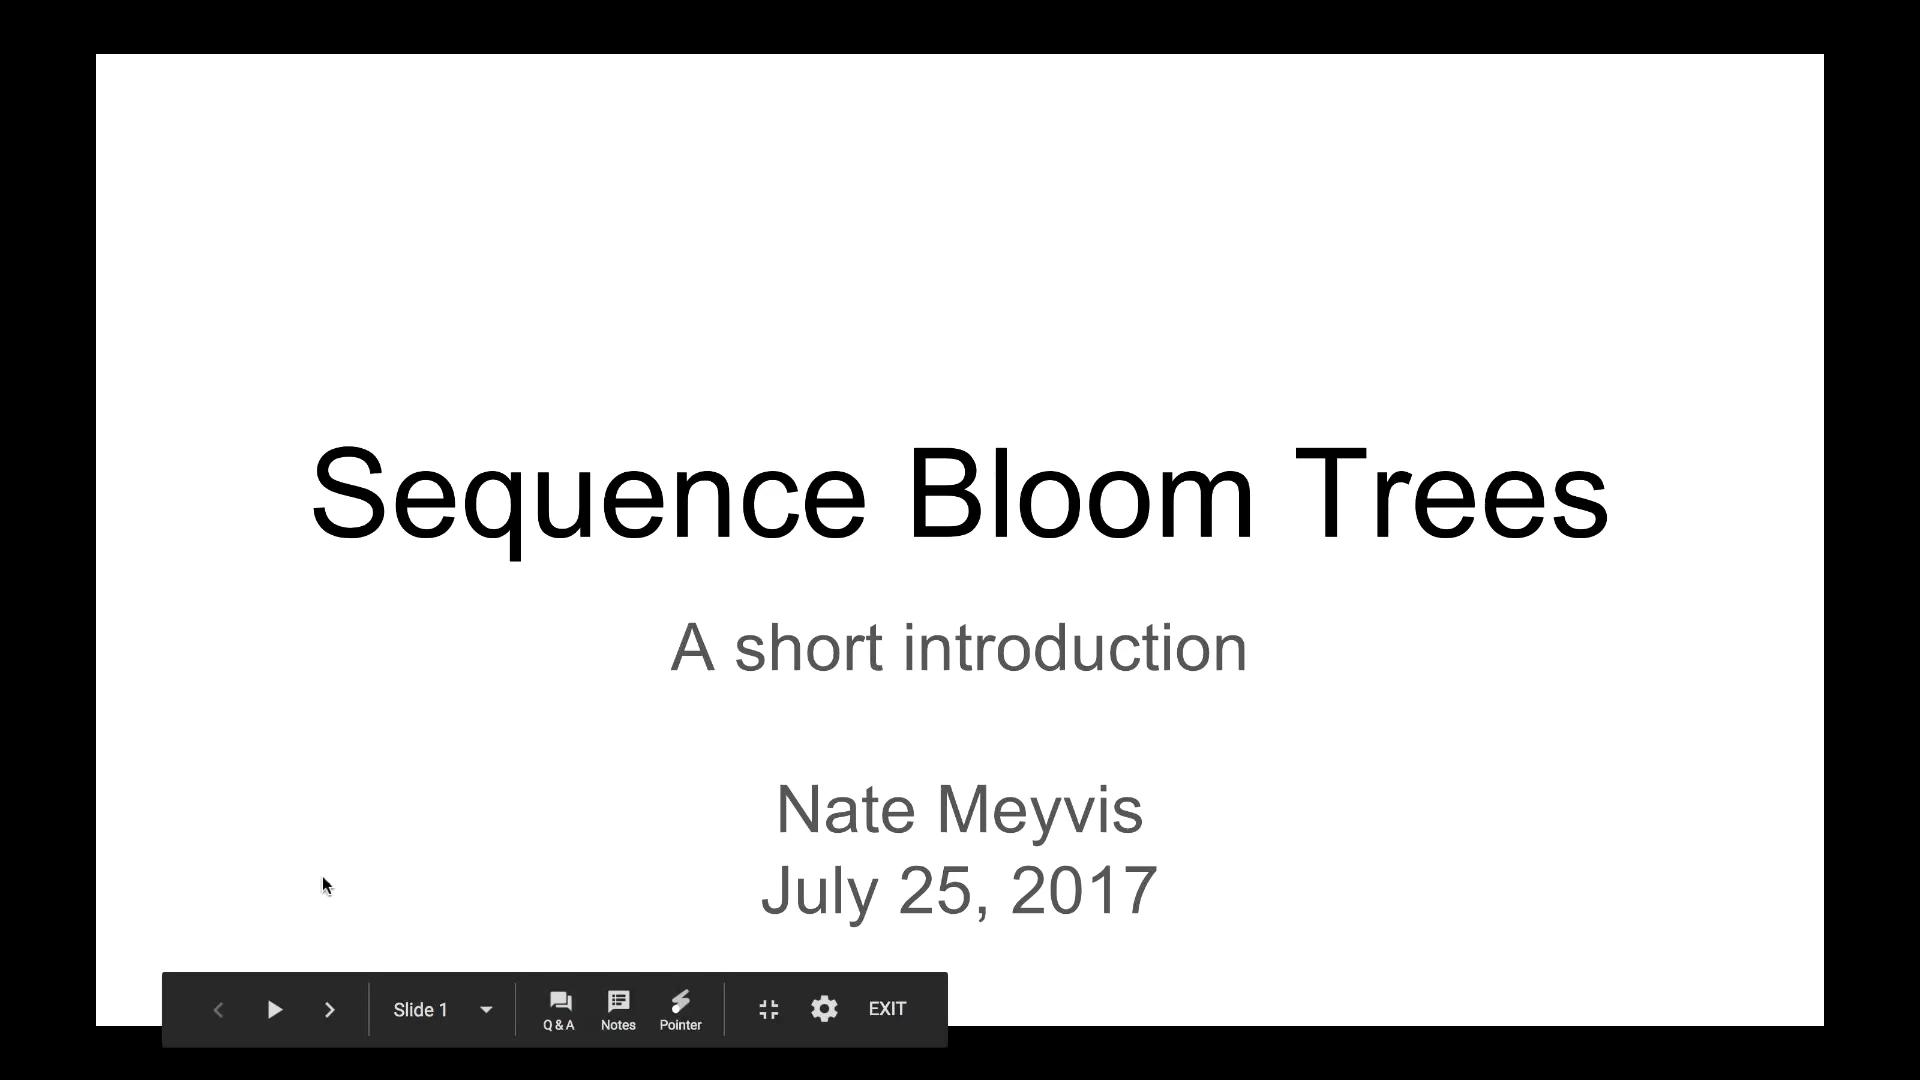 Sequence Bloom Trees
A short introduction
Nate Meyvis
July 25, 2017
Slide 1
Q & A
Notes
Pointer
EXIT